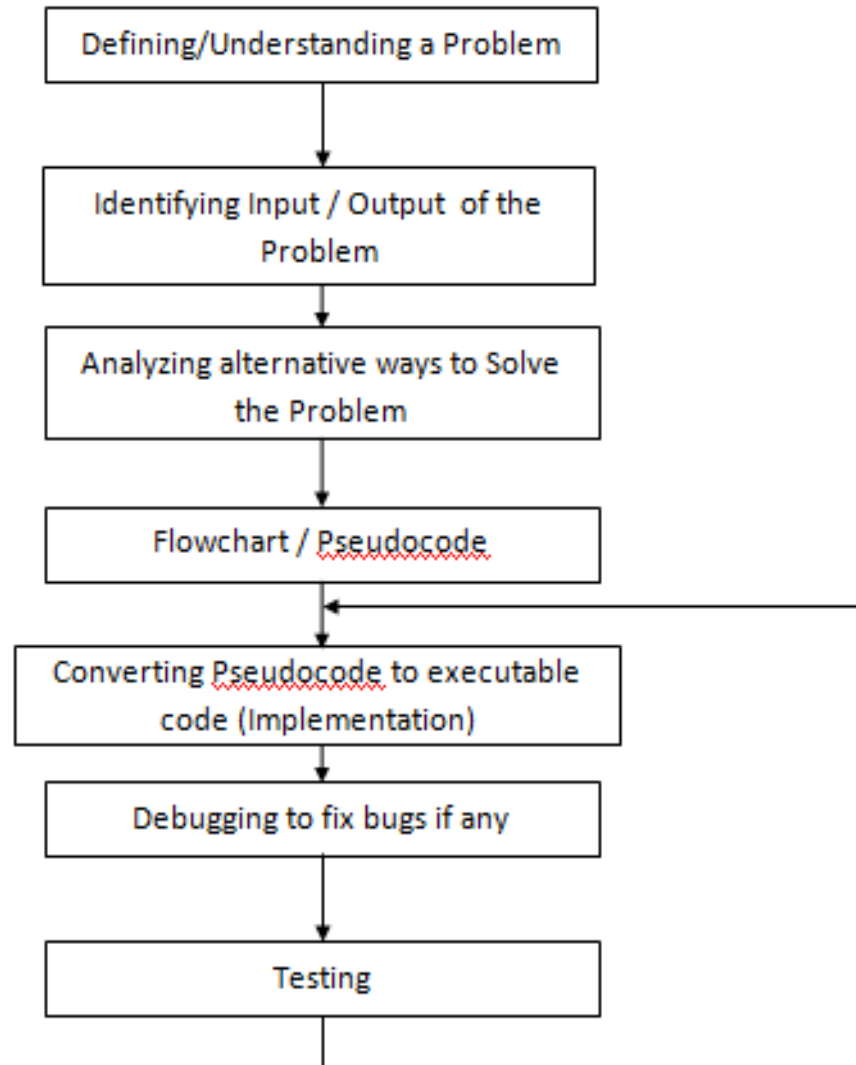 Defining/Understanding a Problem
Identifying Input / Output of the
Problem
Analyzing alternative ways to Solve
the Problem
Flowchart / Pseudocode
Converting Pseudocode to executable
code (Implementation)
Debugging to fix bugs if any
Testing